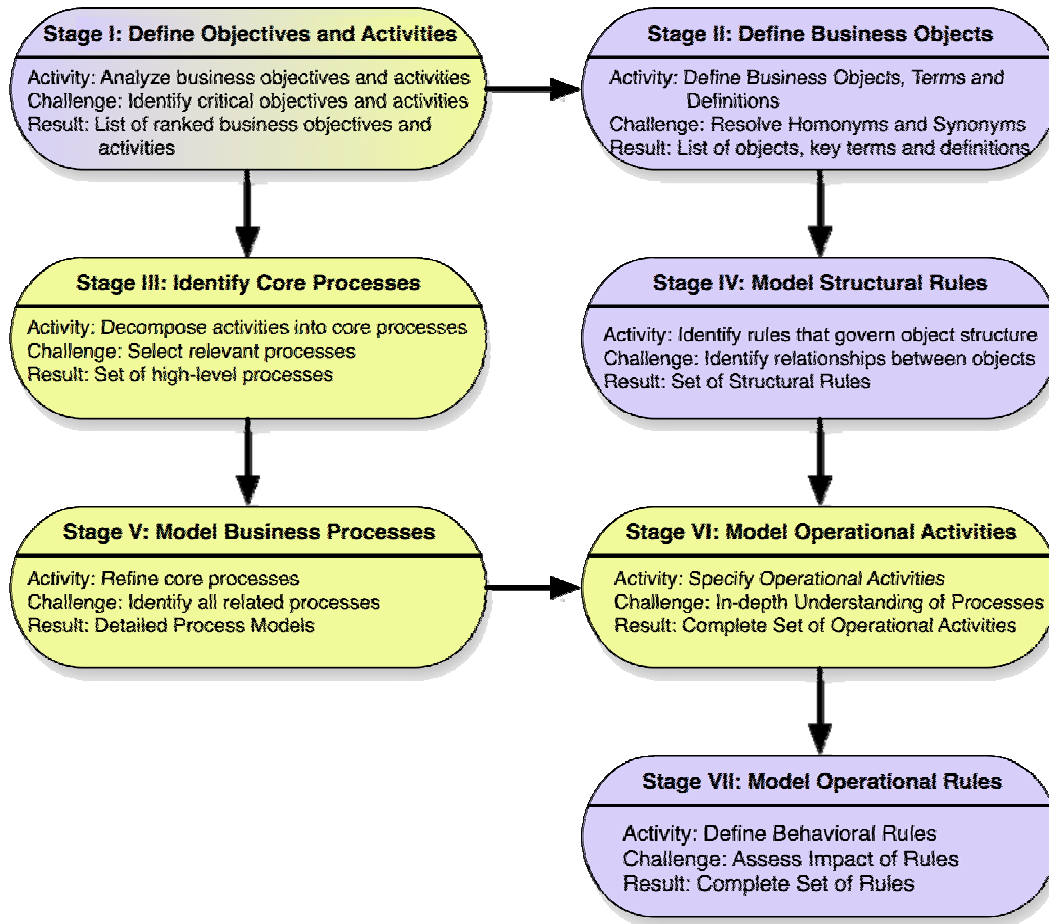 Stage I: Define Objectives and Activities
Activity: Analyze business objectives and activities
Challenge: Identify critical objectives and activities
Result: List of ranked business objectives and
activities
Stage II: Define Business Objects
Activity: Define Business Objects, Terms and
Definitions
Challenge: Resolve Homonyms and Synonyms
Result: List of objects, key terms and definitions
Stage III: Identify Core Processes
Activity: Decompose activities into core processes
Challenge: Select relevant processes
Result: Set of high-level processes
Stage IV: Model Structural Rules
Activity: Identify rules that govern object structure
Challenge: Identify relationships between objects
Result: Set of Structural Rules
Stage V: Model Business Processes
Activity: Refine core processes
Challenge: Identify all related processes
Result: Detailed Process Models
Stage VI: Model Operational Activities
Activity: Specify Operational Activities
Challenge: In-depth Understanding of Processes
Result: Complete Set of Operational Activities
Stage VII: Model Operational Rules
Activity: Define Behavioral Rules
Challenge: Assess Impact of Rules
Result: Complete Set of Rules